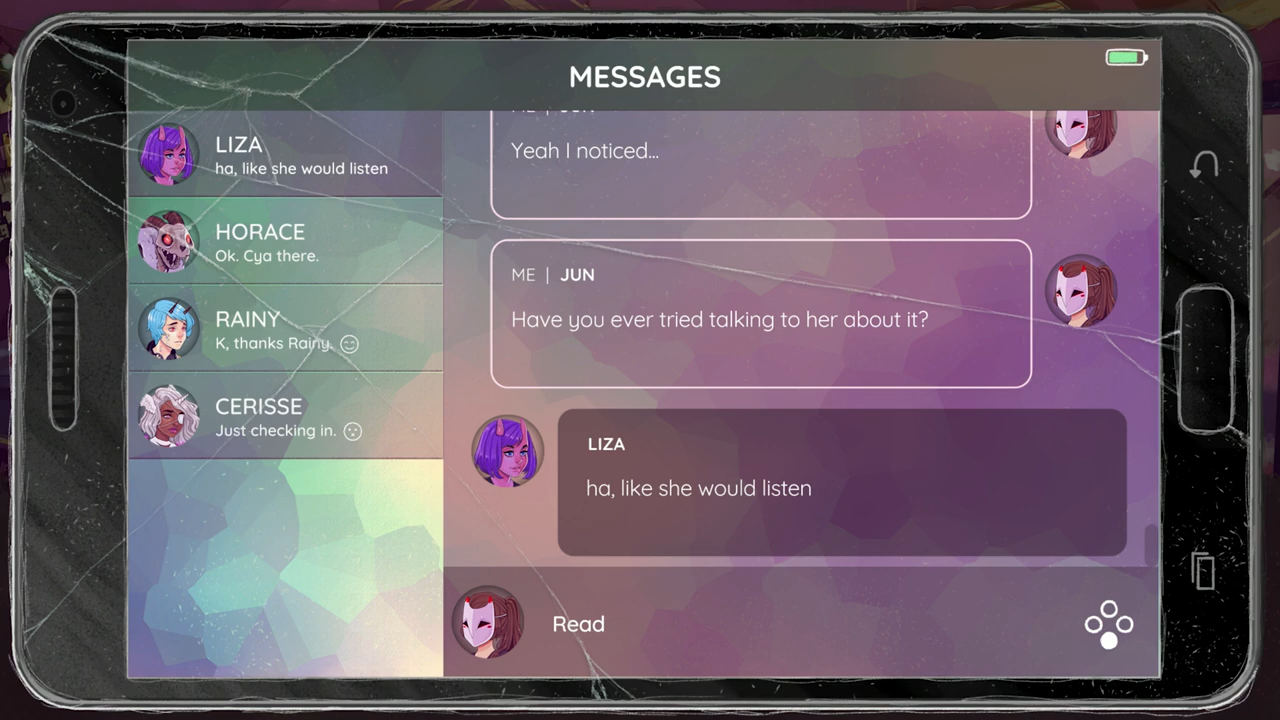 MESSAGES
LIZA
ha, like she would listen
HORACE
Ok. Cya there.
RAINY
K, thanks Rainy.
CERISSE
Just checking in.
ME | JUN
Yeah I noticed...
ME | JUN
Have you ever tried talking to her about it?
LIZA
ha, like she would listen
Read